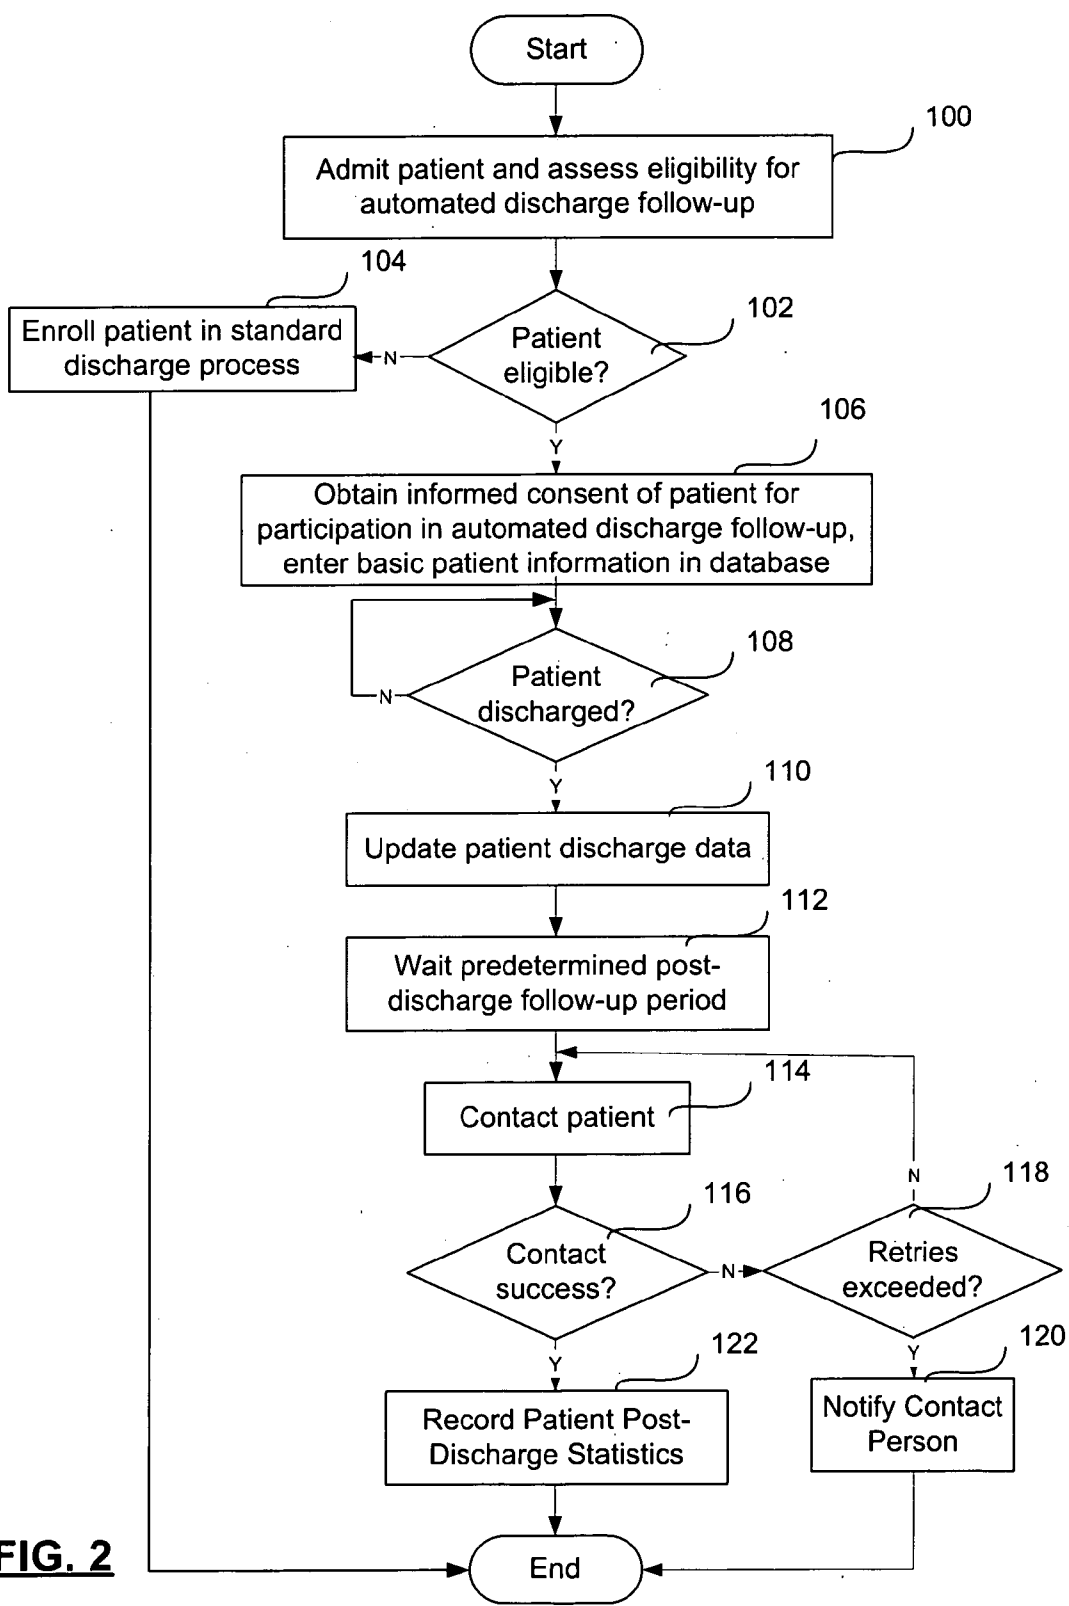 Start
100
Admit patient and assess eligibility for
automated discharge follow-up
104
102
Enroll patient in standard
discharge process
N
Patient
eligible?
Y
106
Obtain informed consent of patient for
participation in automated discharge follow-up,
enter basic patient information in database
108
Patient
discharged?
N
Y
110
Update patient discharge data
112
Wait predetermined post-
discharge follow-up period
114
Contact patient
116
118
N
Contact
success?
N
Retries
exceeded?
Y
122
Y
120
Record Patient Post-
Discharge Statistics
Notify Contact
Person
End
FIG. 2